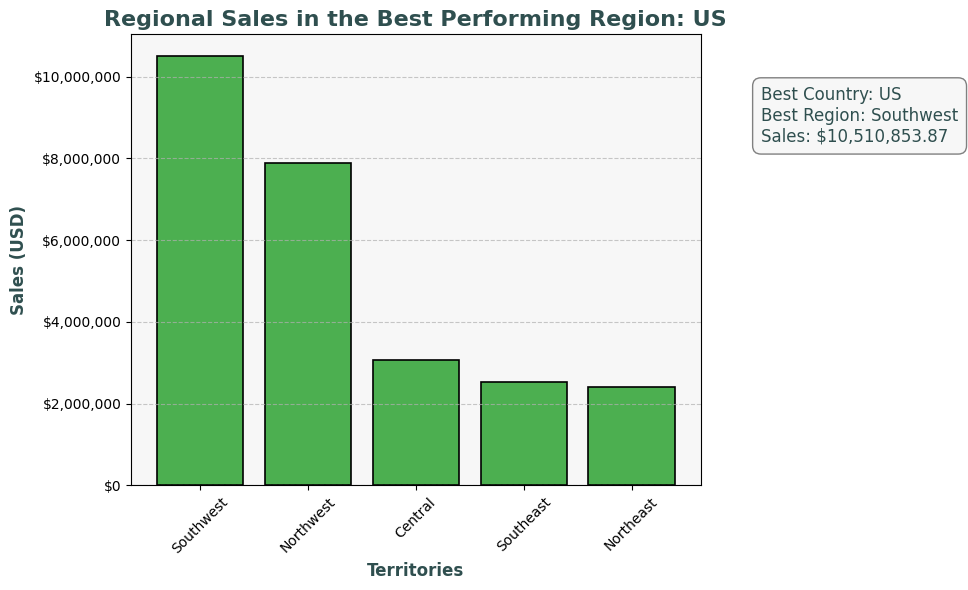 Regional Sales in the Best Performing Region: US
$10,000,000
$8,000,000
$6,000,000
$4,000,000
$2,000,000
$0
Sales (USD)
Southwest
Northwest
Central
Southeast
Northeast
Territories
Best Country: US
Best Region: Southwest
Sales: $10,510,853.87